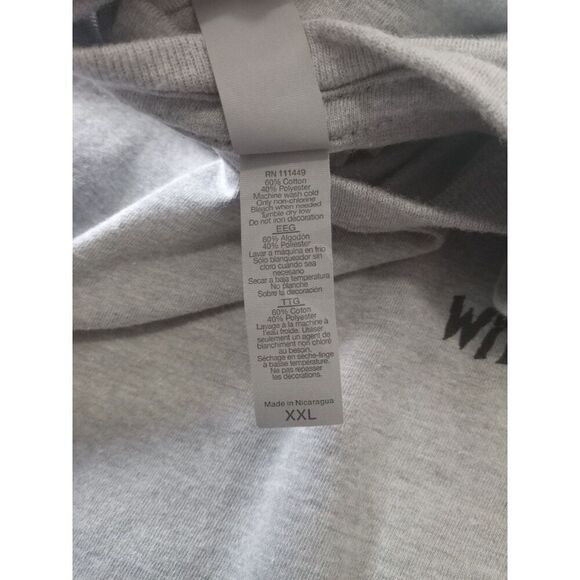 RN 111449
60% Cotton
40% Polyester
Machine wash cold
Only non-chlorine
Bleach when needed
Tumble dry low
Do not iron decoration
EEG
60% Algodón
40% Poliéster
Lavar a máquina en frio
Solo blanqueador sin
cloro cuándo sea
necesario
Secar a baja temperatura
No planche
Sobre la decoración
TTG
60% Coton
40% Polyester
Lavage à la machine à
l'eau froide. Utiliser
seulement un agent de
blanchiment non chloré
au besoin.
Séchage en sèche-linge
à basse température.
Ne pas repasser
les décorations.
Made in Nicaragua
XXL